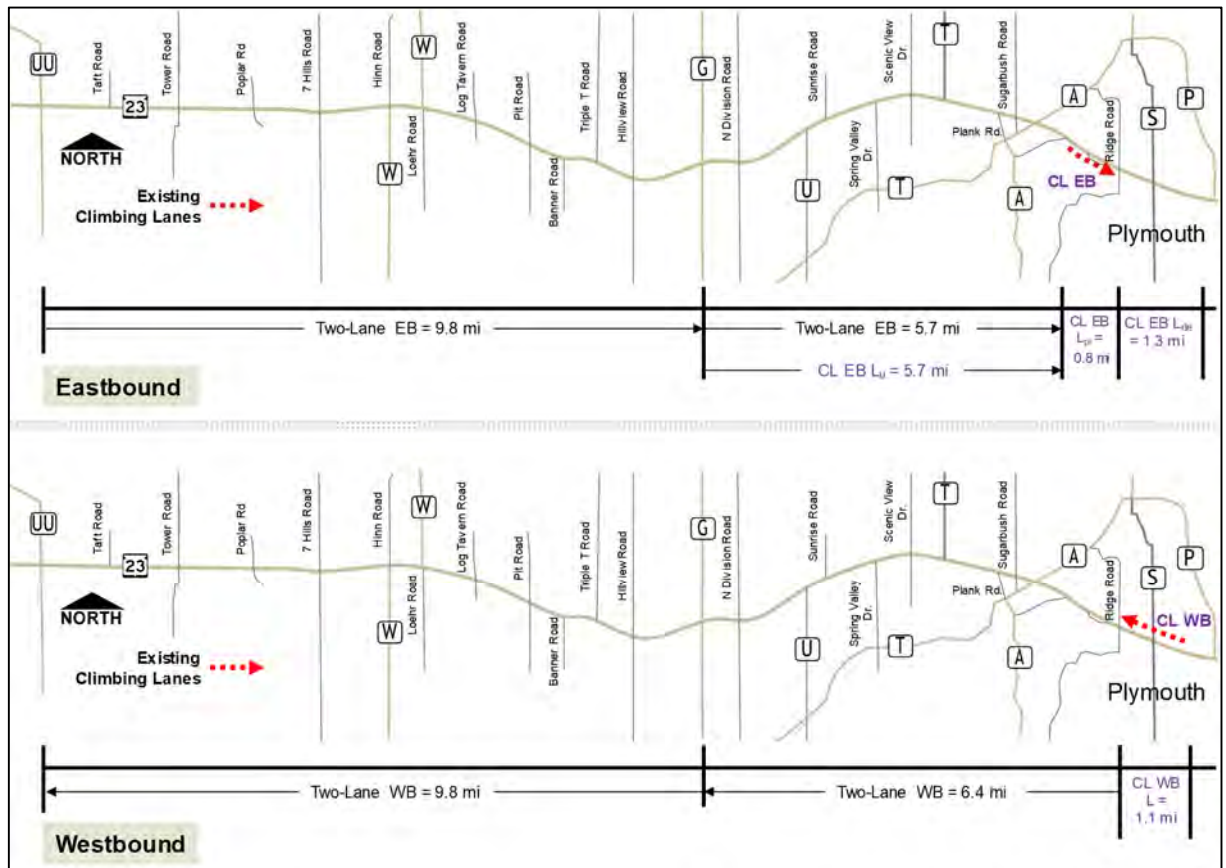 UU
Taft Road
23
Tower Road
Poplar Rd
7 Hills Road
Hinn Road
W
Loehr Road
W
Log Tavern Road
Pit Road
Banner Road
Triple T Road
Hillview Road
G
N Division Road
Sunrise Road
U
Spring Valley
Dr.
Scenic View
Dr.
T
T
Sugarbush Road
Plank Rd.
A
A
Ridge Road
S
P
NORTH
Existing
Climbing Lanes
CL EB
Plymouth
Two-Lane EB = 9.8 mi
Two-Lane EB = 5.7 mi
CL EB Lu = 5.7 mi
CL EB
Lpl =
0.8 mi
CL EB Lde
= 1.3 mi
Eastbound
UU
Taft Road
23
Tower Road
Poplar Rd
7 Hills Road
Hinn Road
W
Loehr Road
W
Log Tavern Road
Pit Road
Banner Road
Triple T Road
Hillview Road
G
N Division Road
Sunrise Road
U
Spring Valley
Dr.
Scenic View
Dr.
T
T
Sugarbush Road
Plank Rd.
A
A
Ridge Road
S
P
NORTH
Existing
Climbing Lanes
CL WB
Plymouth
Two-Lane WB = 9.8 mi
Two-Lane WB = 6.4 mi
CL WB
L =
1.1 mi
Westbound